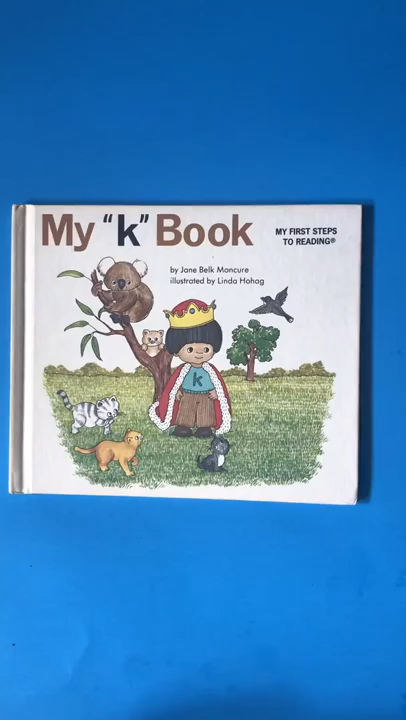 My "k" Book
MY FIRST STEPS
TO READING®
by Jane Belk Moncure
illustrated by Linda Hohag
k